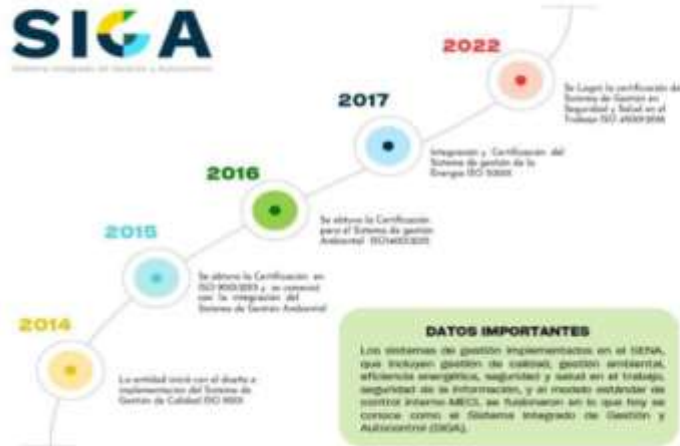 SIGA
Sistema Integrado de Gestión y Autocontrol
2022
Se Logró la certificación del
Sistema de Gestión en
Seguridad y Salud en el
Trabajo ISO 45001:2018
2017
Integración y Certificación del
Sistema de gestión de la
Energía ISO 50001
2016
Se obtuvo la Certificación
para el Sistema de gestión
Ambiental ISO14001:2015
2015
Se obtuvo la Certificación en
ISO 9001:2015 y se comenzó
con la integración del
Sistema de Gestión Ambiental
2014
La entidad inició con el diseño e
implementación del Sistema de
Gestión de Calidad ISO 9001
DATOS IMPORTANTES
Los sistemas de gestión implementados en el SENA,
que incluyen gestión de calidad, gestión ambiental,
eficiencia energética, seguridad y salud en el trabajo,
seguridad de la información, y el modelo estándar de
control interno MECI, se fusionaron en lo que hoy se
conoce como el Sistema Integrado de Gestión y
Autocontrol (SIGA).